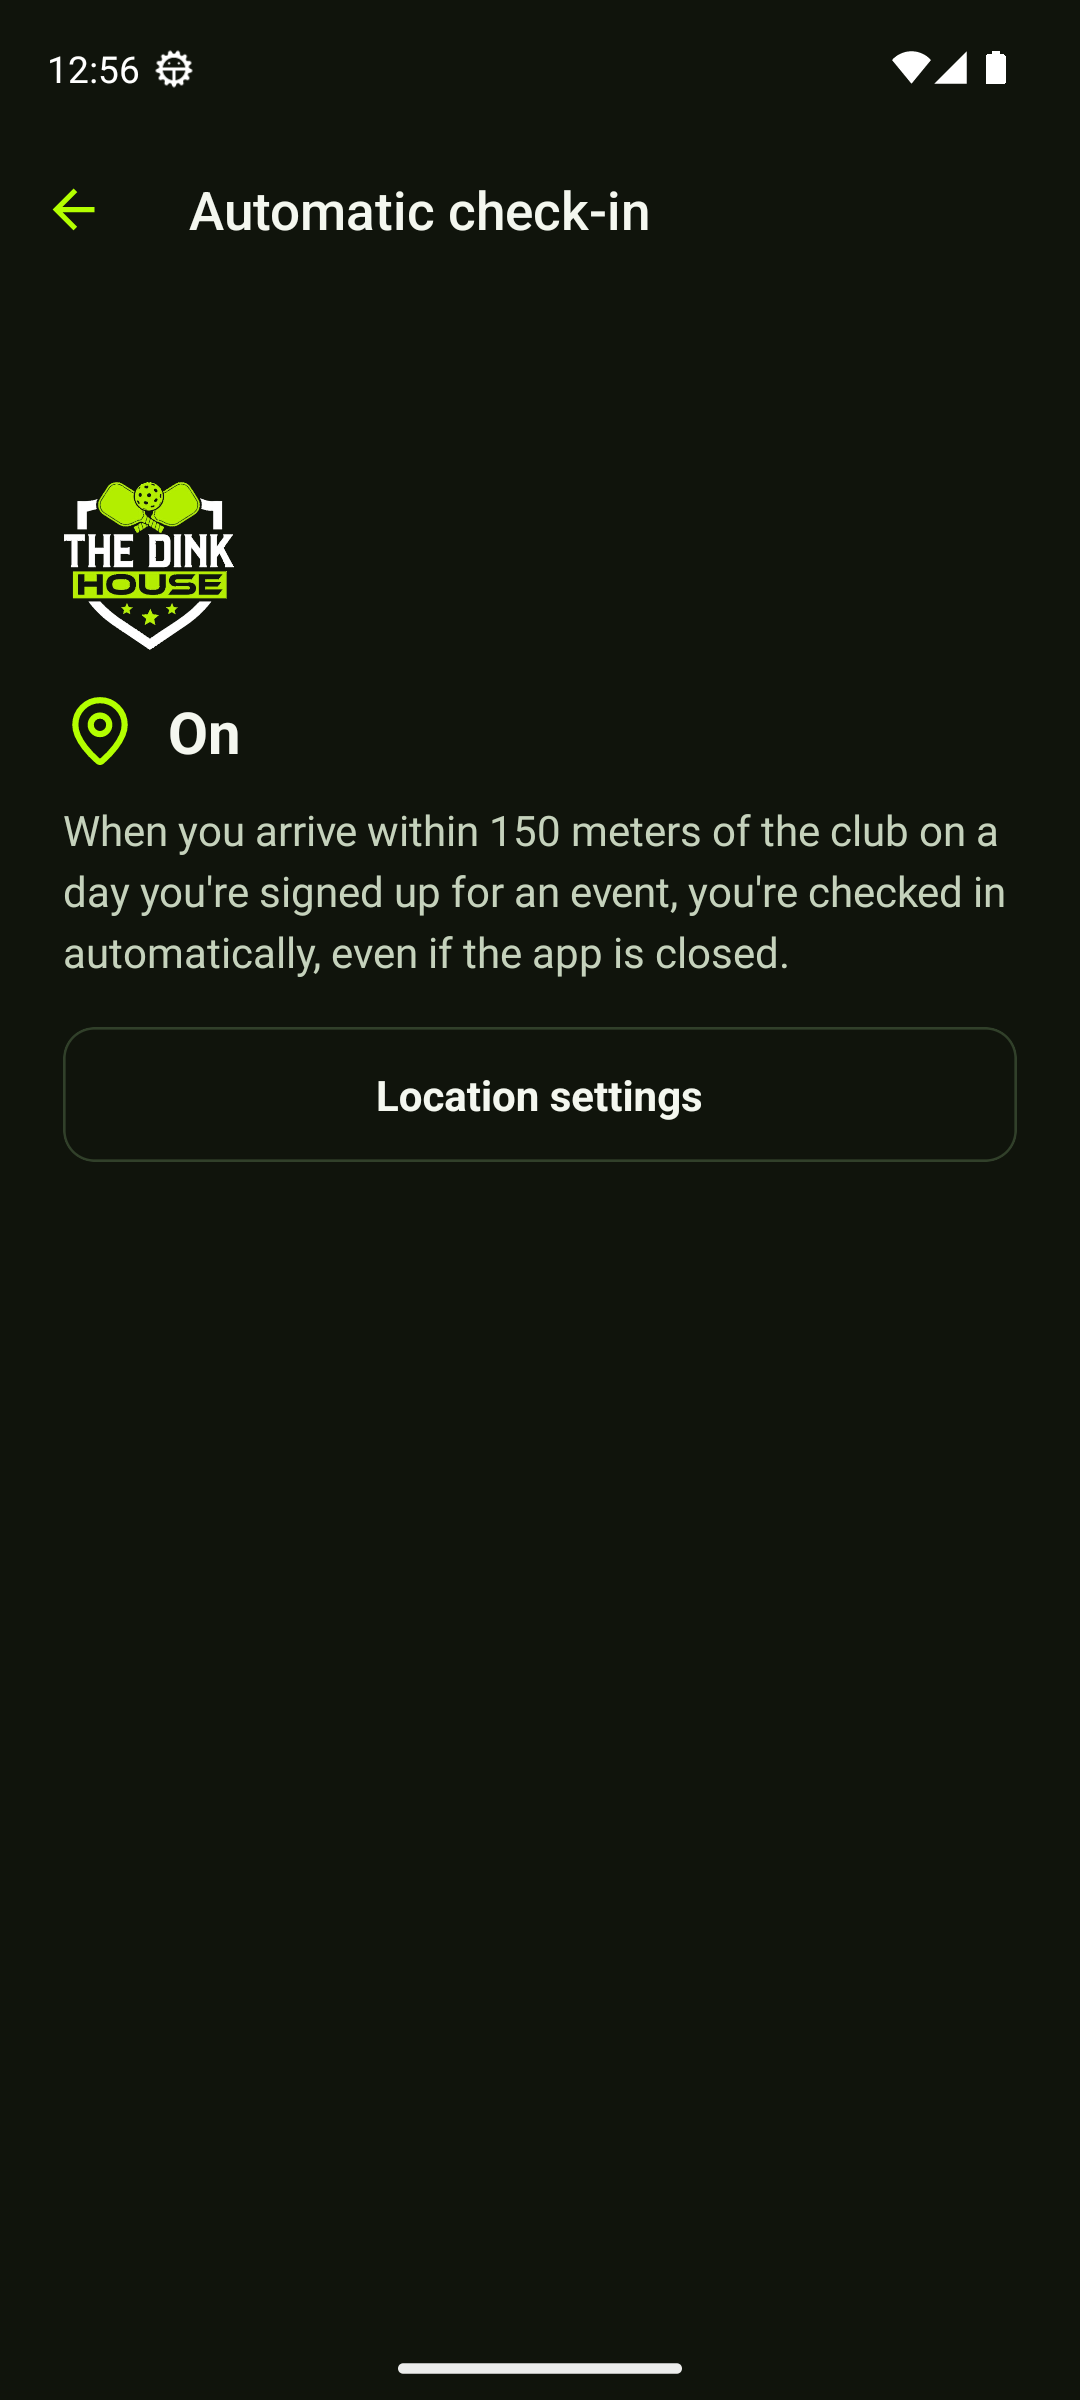 12:56
Automatic check-in
THE DINK
HOUSE
On
When you arrive within 150 meters of the club on a
day you're signed up for an event, you're checked in
automatically, even if the app is closed.
Location settings